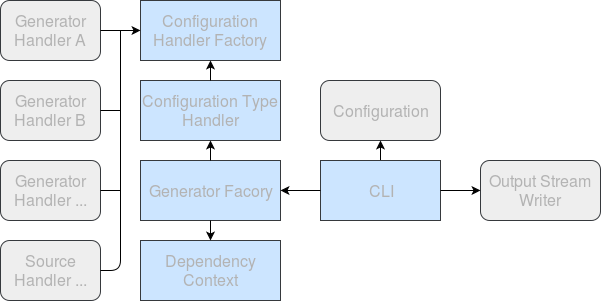 Generator
Handler A
Configuration
Handler Factory
Generator
Handler B
Configuration Type
Handler
Configuration
Generator
Handler ...
Generator Facory
CLI
Output Stream
Writer
Source
Handler ...
Dependency
Context